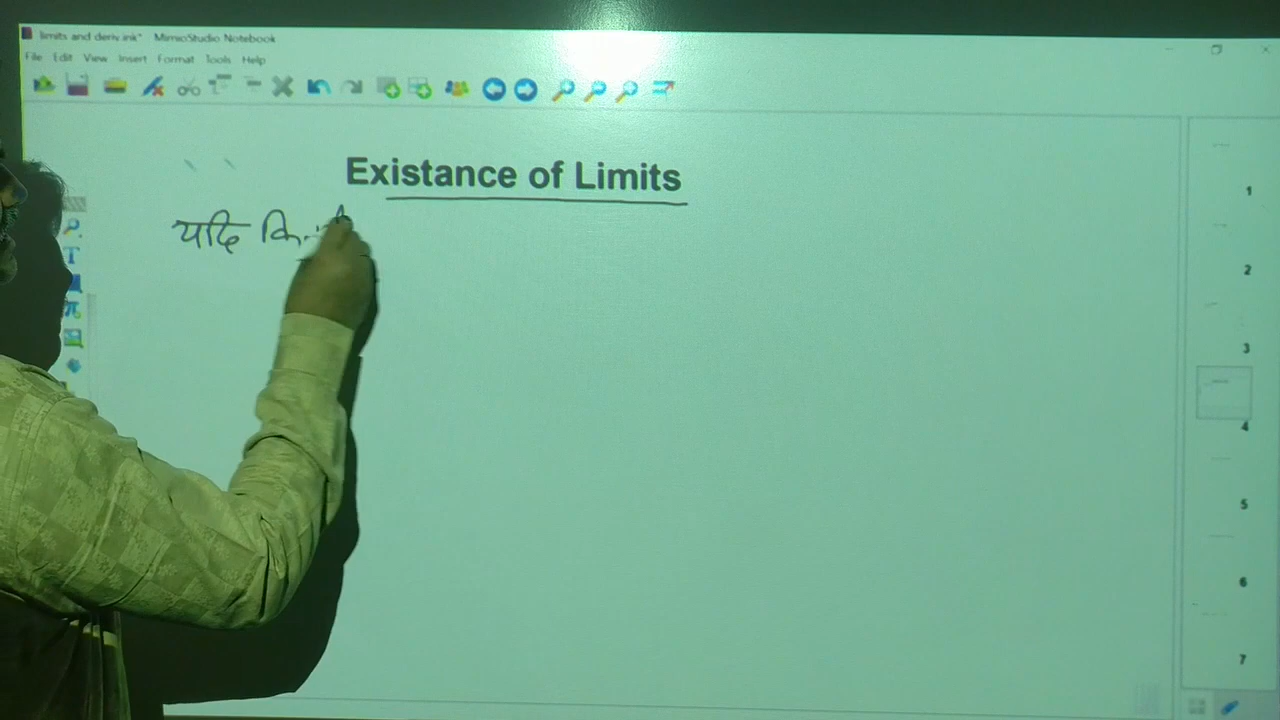 limits and deriv.ink* MimioStudio Notebook
File Edit View Insert Format Tools Help
Existance of Limits
यदि
1
2
3
4
5
6
7